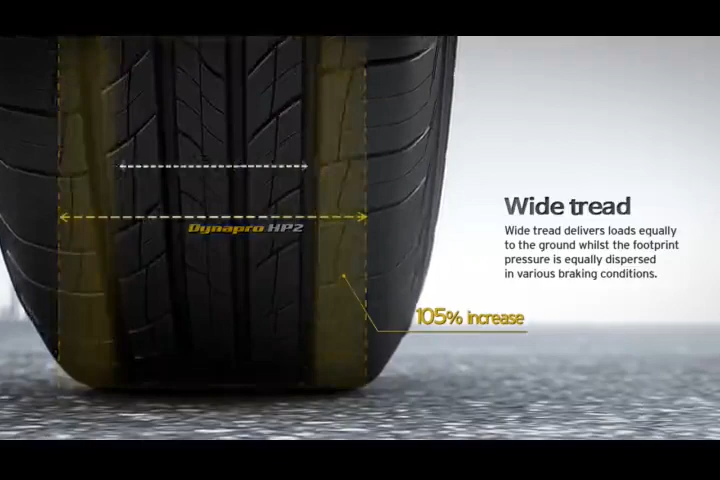 Dynapro HP2
Wide tread
Wide tread delivers loads equally
to the ground whilst the footprint
pressure is equally dispersed
in various braking conditions.
105% increase